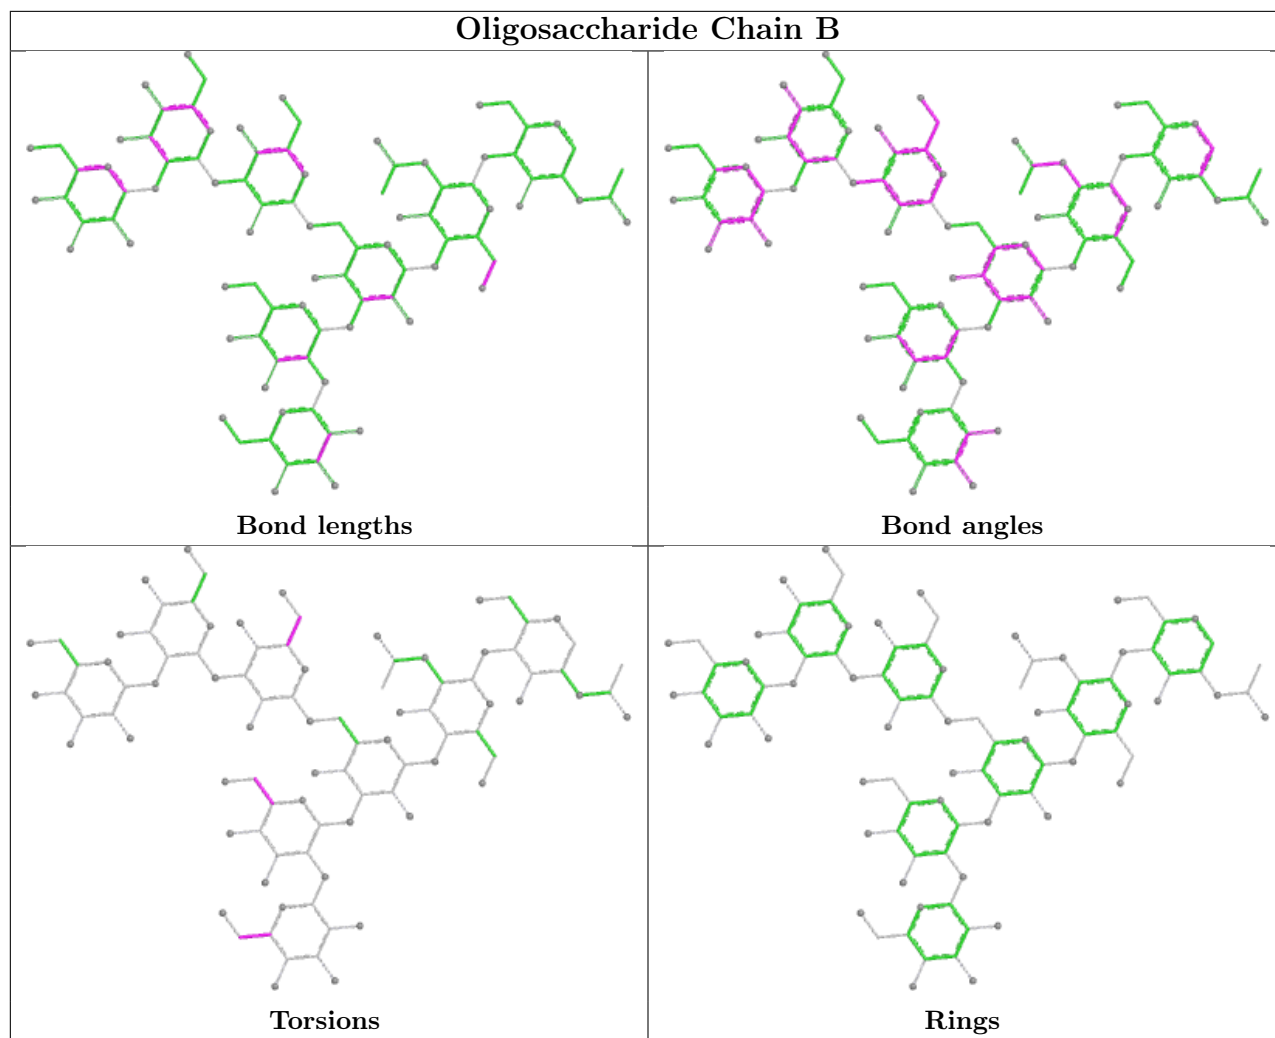 Oligosaccharide Chain B
Bond lengths
Bond angles
Torsions
Rings